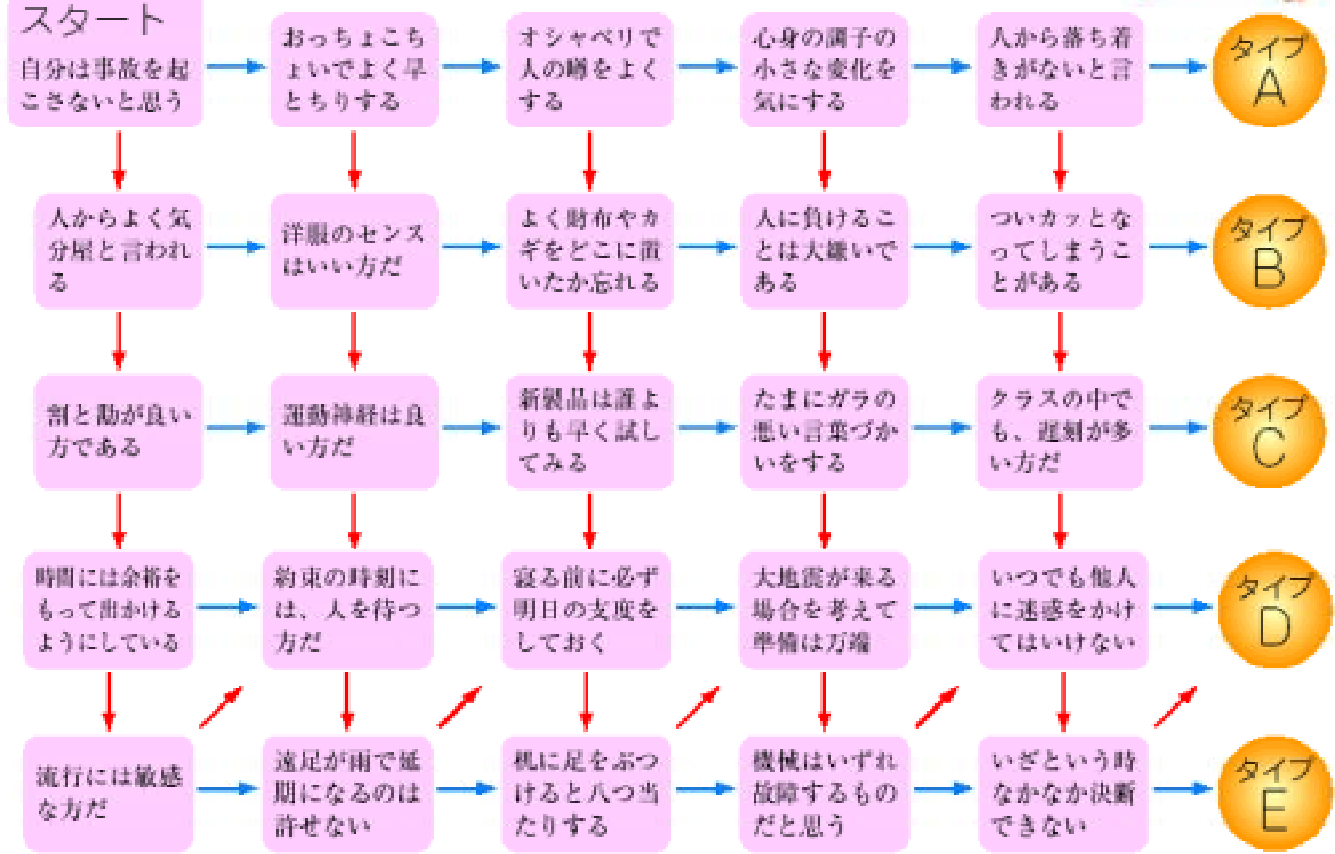 スタート
自分は事故を起
こさないと思う
おっちょこち
ょいでよく早
とちりする
オシャベリで
人の噂をよく
する
心身の調子の
小さな変化を
気にする
人から落ち着
きがないと言
われる
タイプ
A
人からよく気
分屋と言われ
る
洋服のセンス
はいい方だ
よく財布やカ
ギをどこに置
いたか忘れる
人に負けるこ
とは大嫌いで
ある
ついカッとな
ってしまうこ
とがある
タイプ
B
割と勘が良い
方である
運動神経は良
い方だ
新製品は誰よ
りも早く試し
てみる
たまにガラの
悪い言葉づか
いをする
クラスの中で
も、遅刻が多
い方だ
タイプ
C
時間には余裕を
もって出かける
ようにしている
約束の時刻に
は、人を待つ
方だ
寝る前に必ず
明日の支度を
しておく
大地震が来る
場合を考えて
準備は万端
いつでも他人
に迷惑をかけ
てはいけない
タイプ
D
流行には敏感
な方だ
遠足が雨で延
期になるのは
許せない
机に足をぶつ
けると八つ当
たりする
機械はいずれ
故障するもの
だと思う
いざという時
なかなか決断
できない
タイプ
E